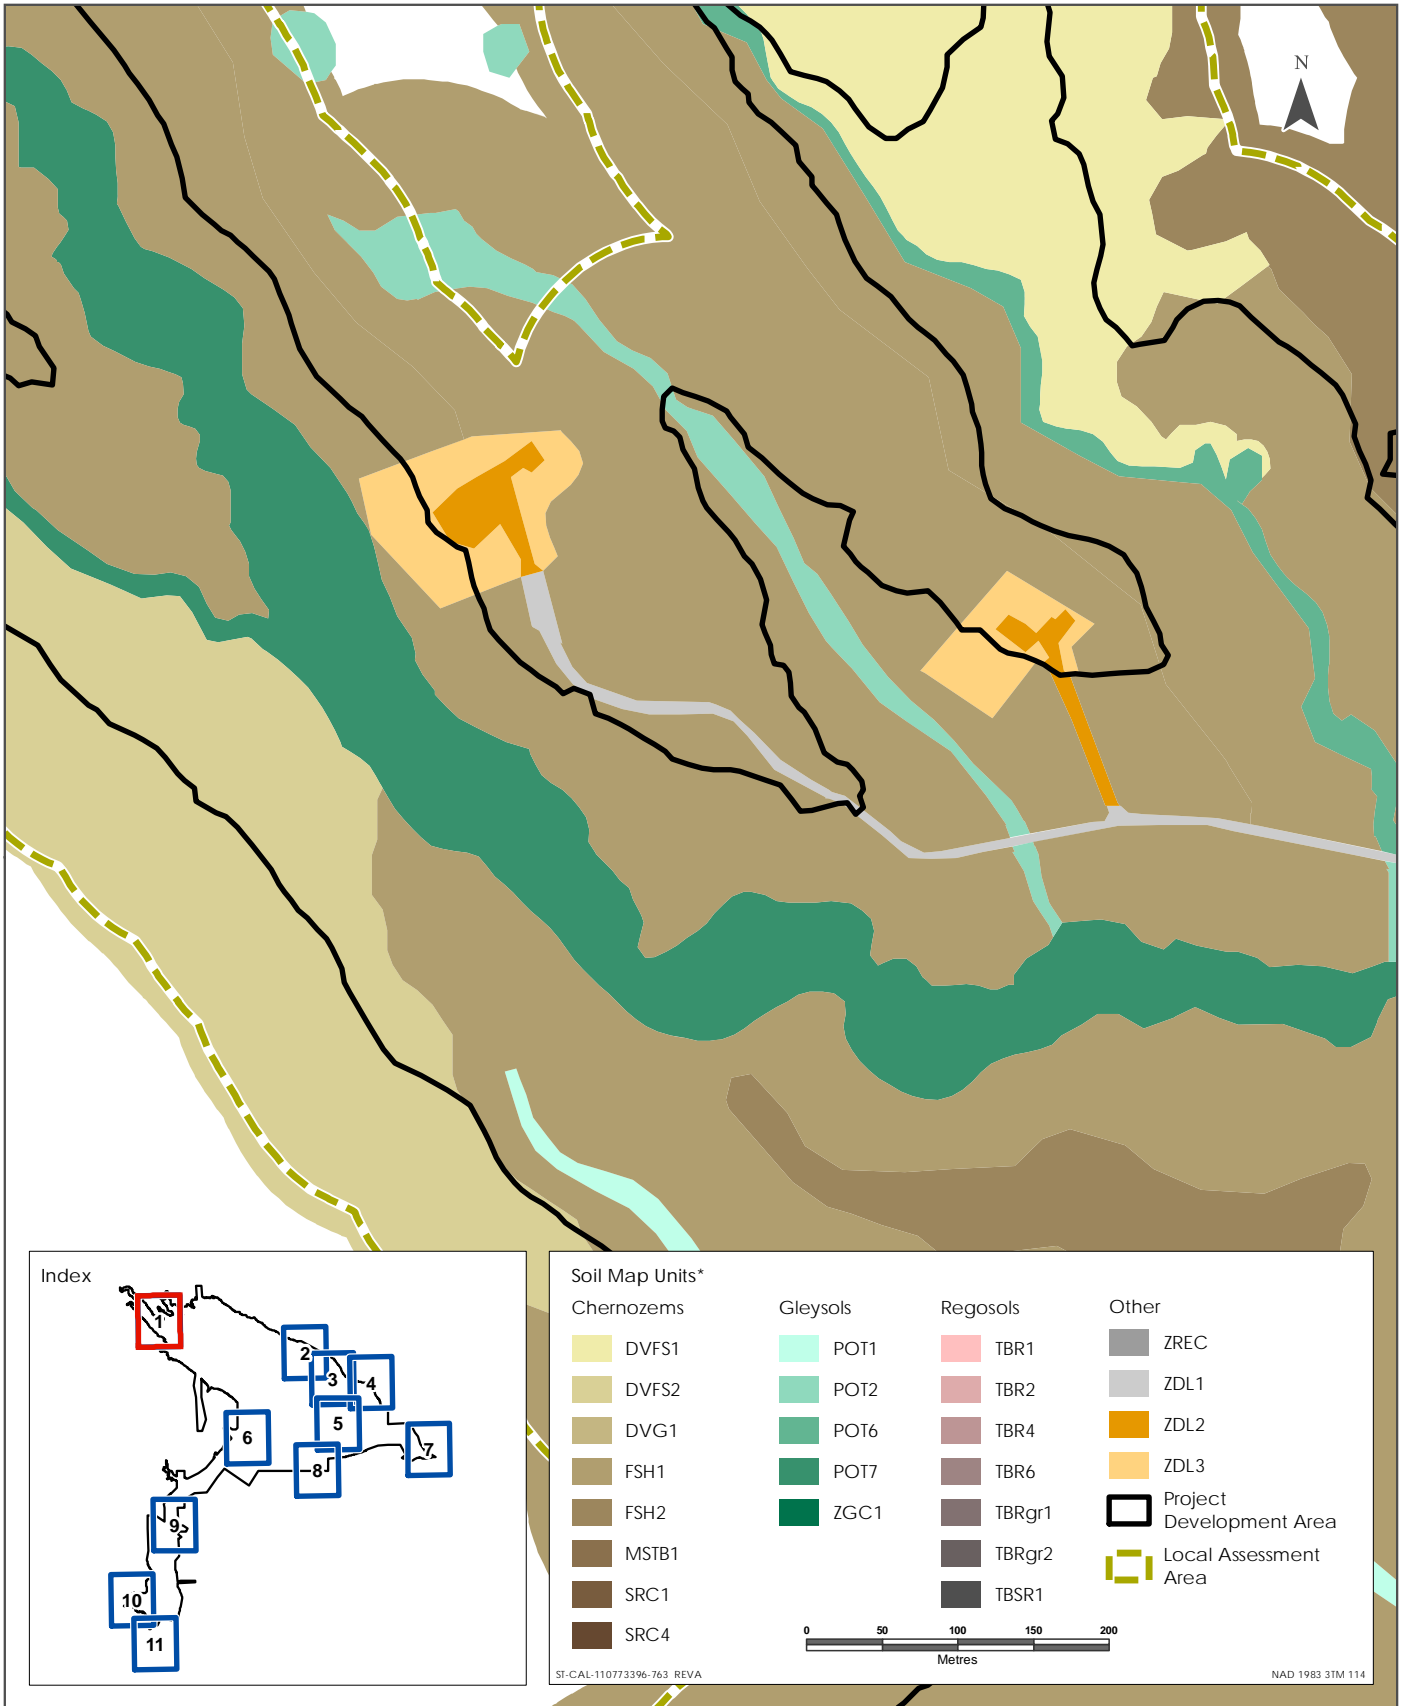 N
Index
1
2
3
4
5
6
7
8
9
10
11
Soil Map Units*
Chernozems
DVFS1
DVFS2
DVG1
FSH1
FSH2
MSTB1
SRC1
SRC4
Gleysols
POT1
POT2
POT6
POT7
ZGC1
Regosols
TBR1
TBR2
TBR4
TBR6
TBRgr1
TBRgr2
TBSR1
Other
ZREC
ZDL1
ZDL2
ZDL3
Project
Development Area
Local Assessment
Area
0 50 100 150 200
Metres
ST-CAL-110773396-763 REVA
NAD 1983 3TM 114